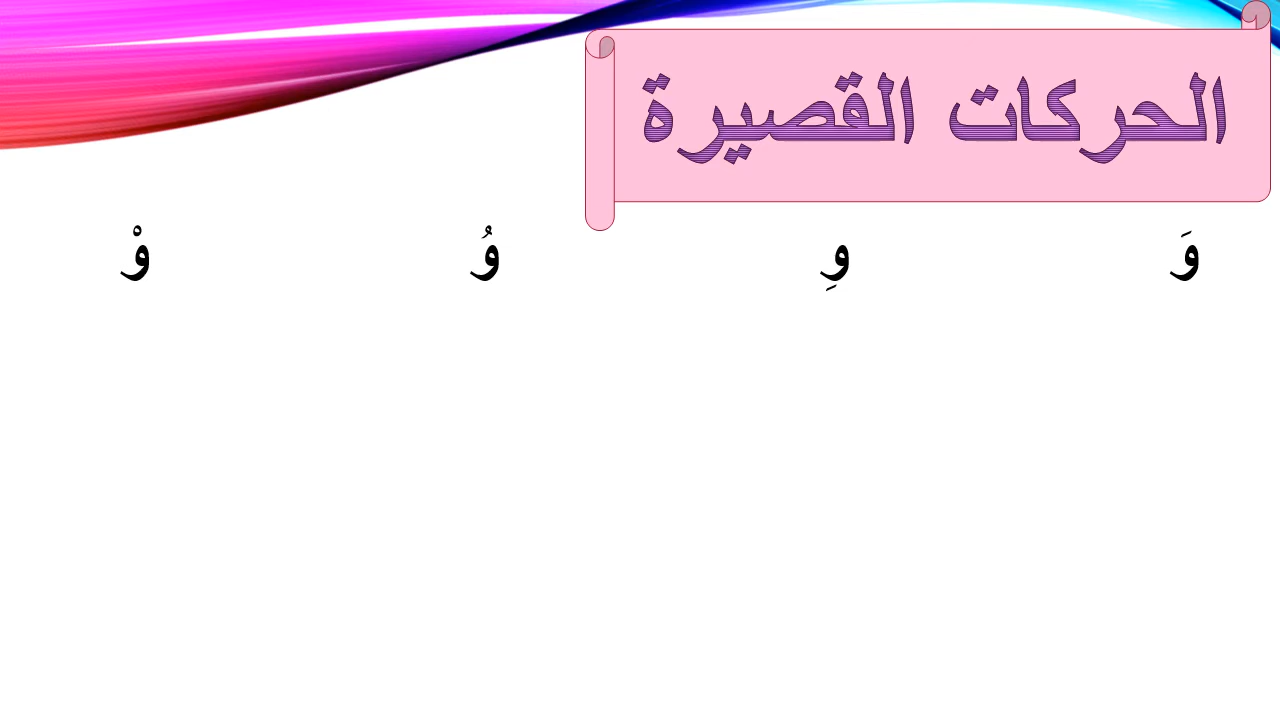 الحركات القصيرة
وَ وِ وُ وْ